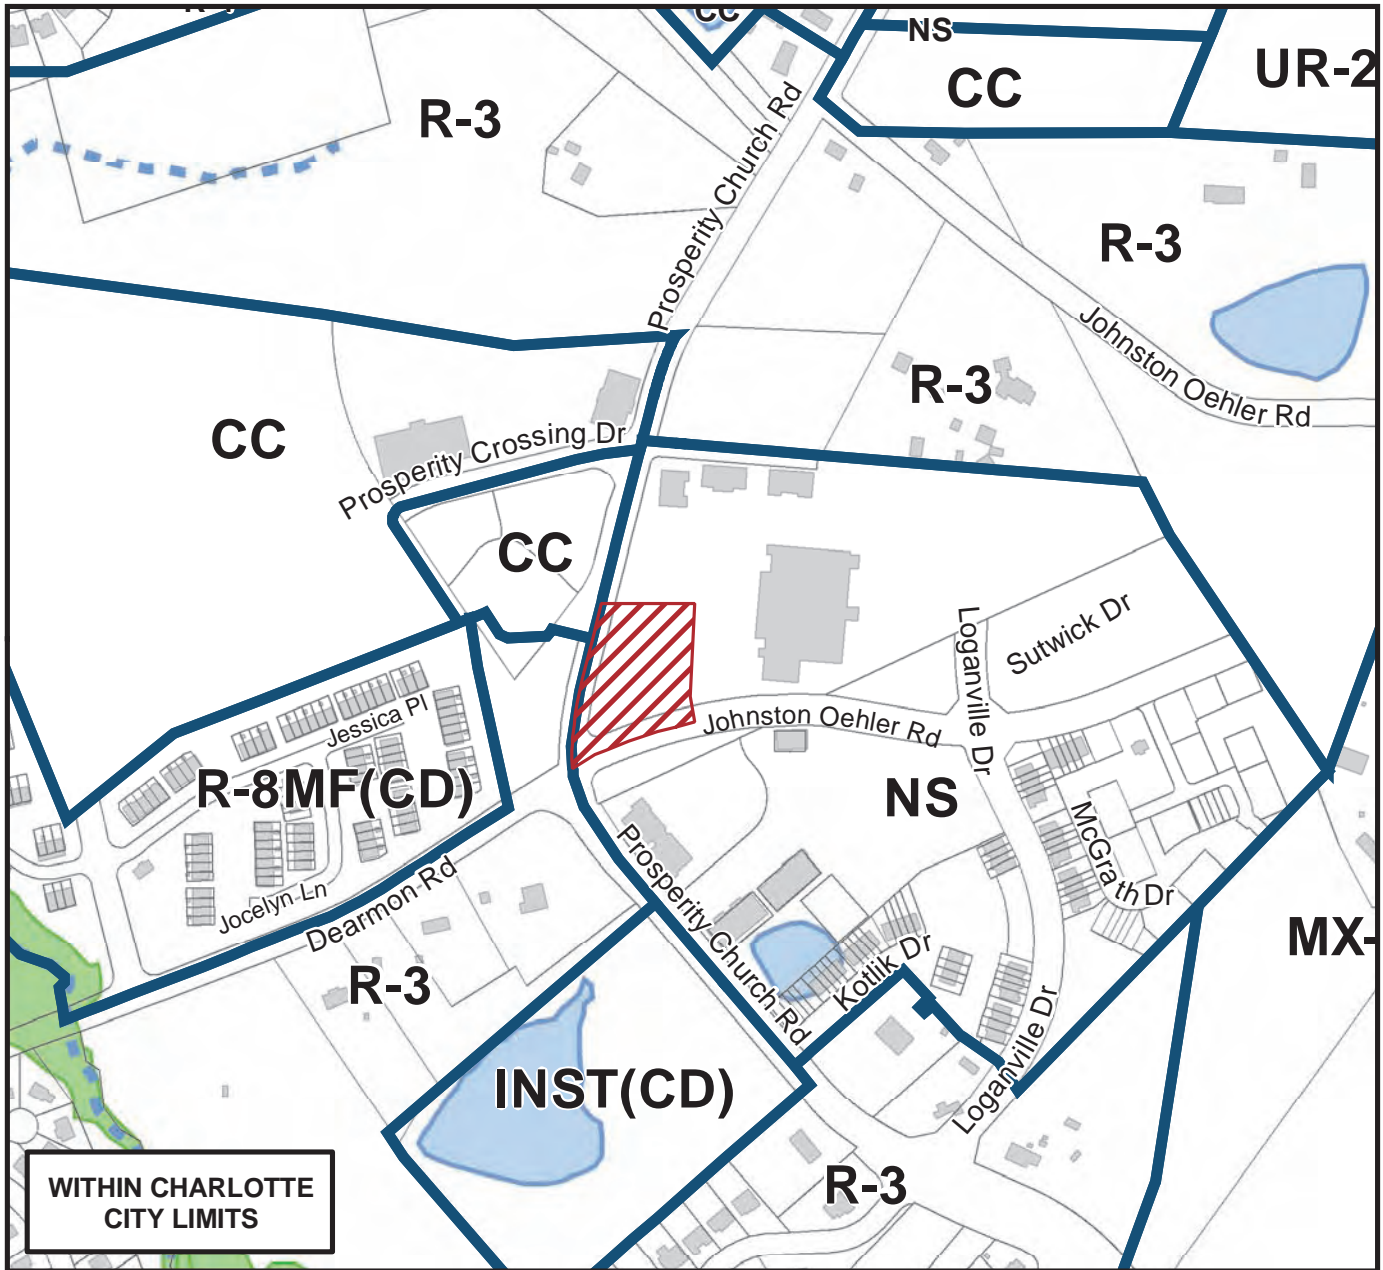 CC
NS
CC
UR-2
R-3
Prosperity Church Rd
R-3
Johnston Oehler Rd
R-3
CC
Prosperity Crossing Dr
CC
Loganville Dr
Sutwick Dr
Jessica Pl
Johnston Oehler Rd
R-8MF(CD)
NS
McGrath Dr
Prosperity Church Rd
Jocelyn Ln
Dearmon Rd
Kotlik Dr
MX-
R-3
Loganville Dr
INST(CD)
R-3
WITHIN CHARLOTTE
CITY LIMITS